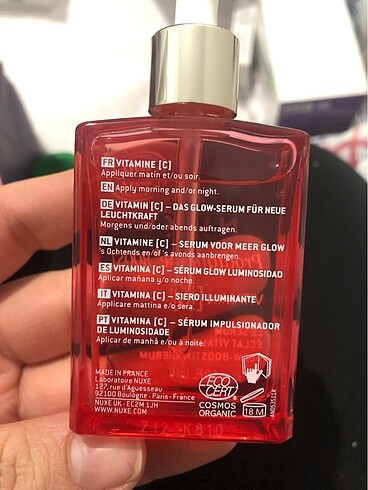 FR VITAMINE [C]
Appliquer matin et/ou soir.
EN Apply morning and/or night.
DE VITAMIN [C] – DAS GLOW-SERUM FÜR NEUE
LEUCHTKRAFT
Morgens und/oder abends auftragen.
NL VITAMINE [C] – SERUM VOOR MEER GLOW
's Ochtends en/of 's avonds aanbrengen.
ES VITAMINA [C] – SÉRUM GLOW LUMINOSIDAD
Aplicar mañana y/o noche.
IT VITAMINA [C] – SIERO ILLUMINANTE
Applicare mattina e/o sera.
PT VITAMINA [C] – SÉRUM IMPULSIONADOR
DE LUMINOSIDADE
Aplicar de manhã e/ou à noite.
MADE IN FRANCE
Laboratoire NUXE
127, rue d'Aguesseau
92100 Boulogne - Paris - France
NUXE UK - EC2M 1JH
WWW.NUXE.COM
ECO
CERT
COSMOS
ORGANIC
18 M